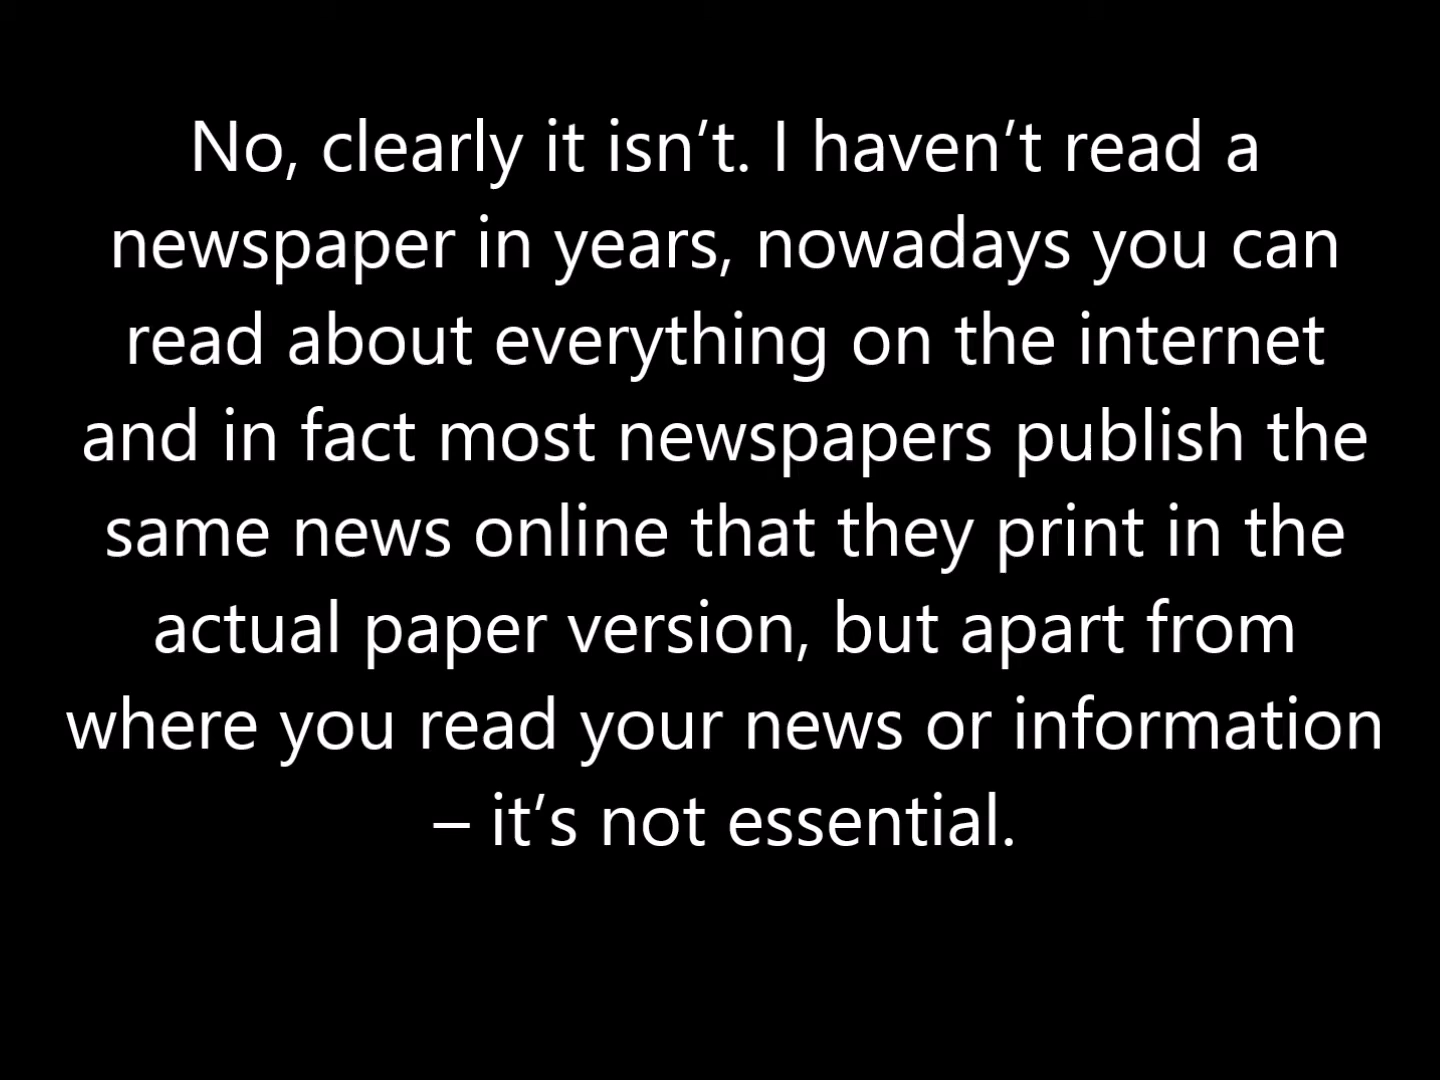 No, clearly it isn’t. I haven’t read a
newspaper in years, nowadays you can
read about everything on the internet
and in fact most newspapers publish the
same news online that they print in the
actual paper version, but apart from
where you read your news or information
– it’s not essential.